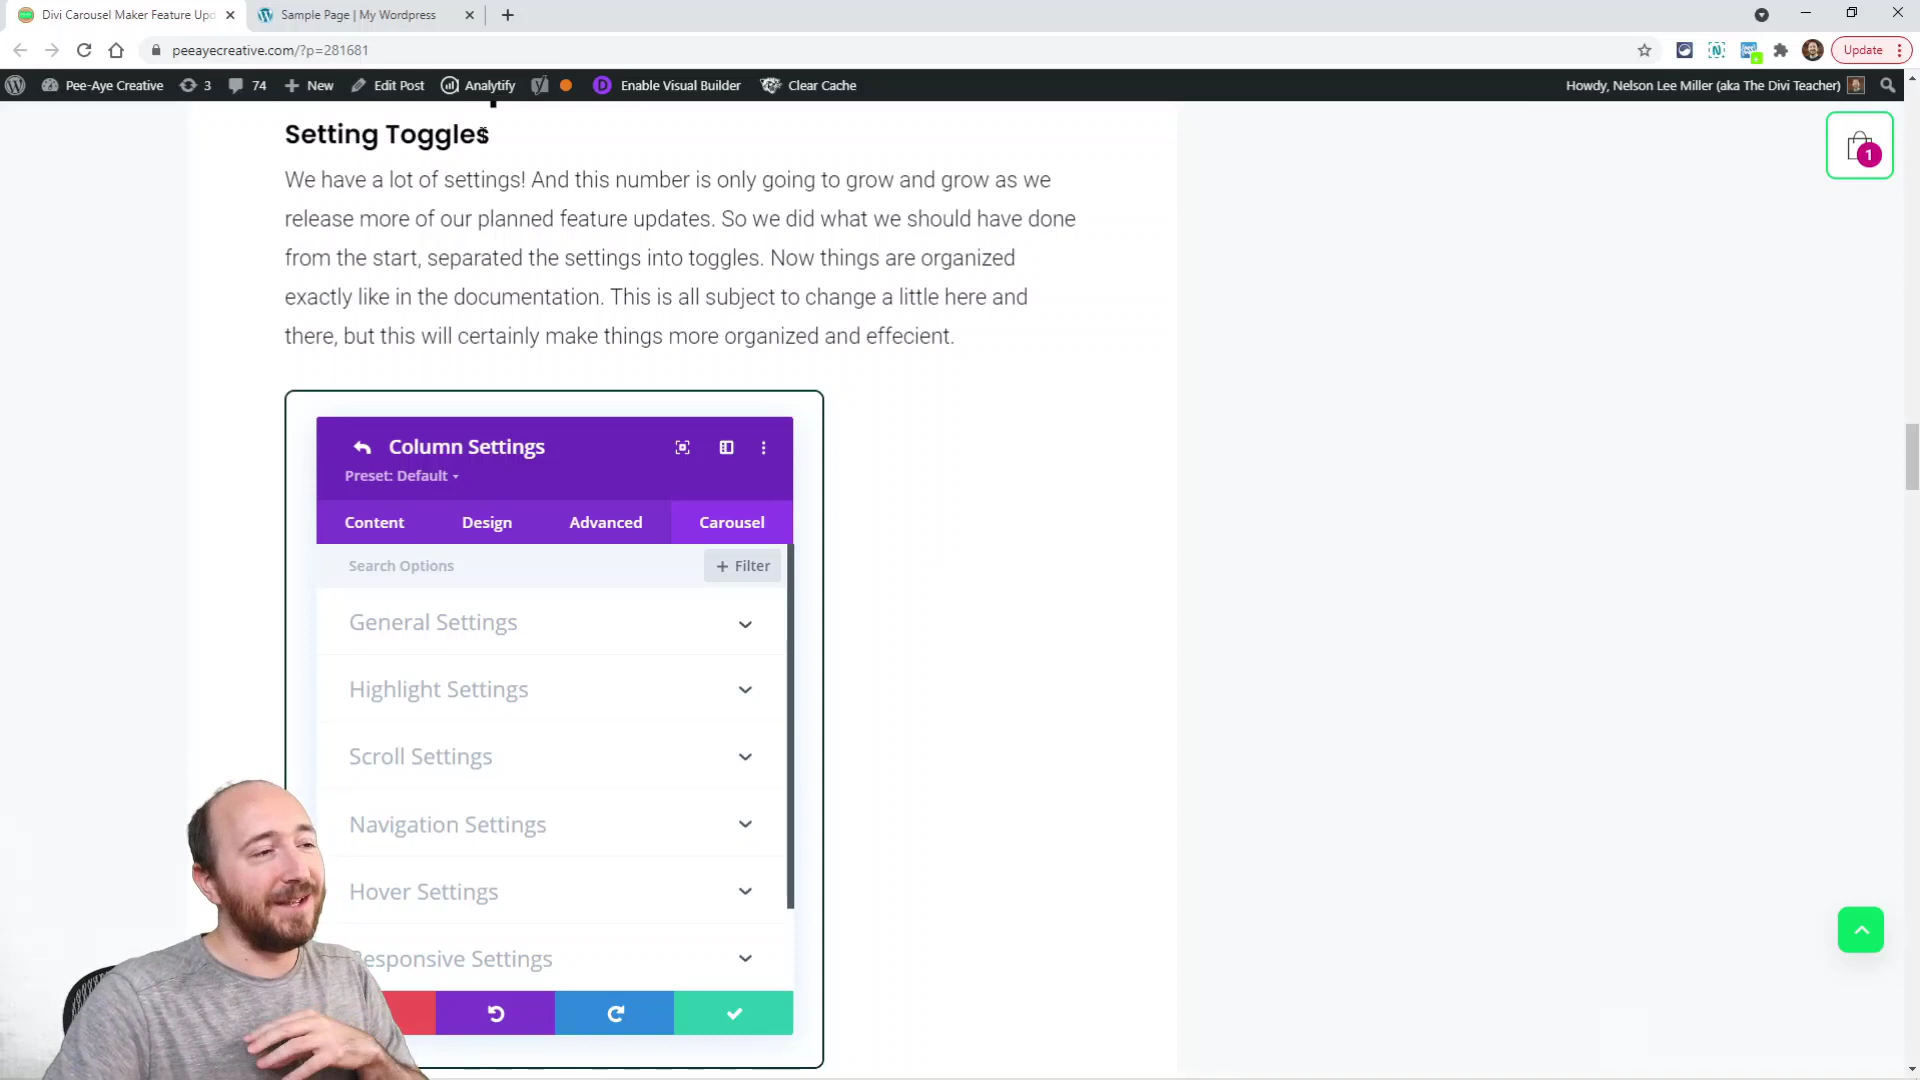 Divi Carousel Maker Feature Upd
Sample Page | My Wordpress
peeayecreative.com/?p=281681
Update
Pee-Aye Creative
3
74
New
Edit Post
Analytify
Enable Visual Builder
Clear Cache
Howdy, Nelson Lee Miller (aka The Divi Teacher)
1
Setting Toggles
We have a lot of settings! And this number is only going to grow and grow as we
release more of our planned feature updates. So we did what we should have done
from the start, separated the settings into toggles. Now things are organized
exactly like in the documentation. This is all subject to change a little here and
there, but this will certainly make things more organized and effecient.
Column Settings
Preset: Default
Content Design Advanced Carousel
Search Options + Filter
General Settings
Highlight Settings
Scroll Settings
Navigation Settings
Hover Settings
Responsive Settings